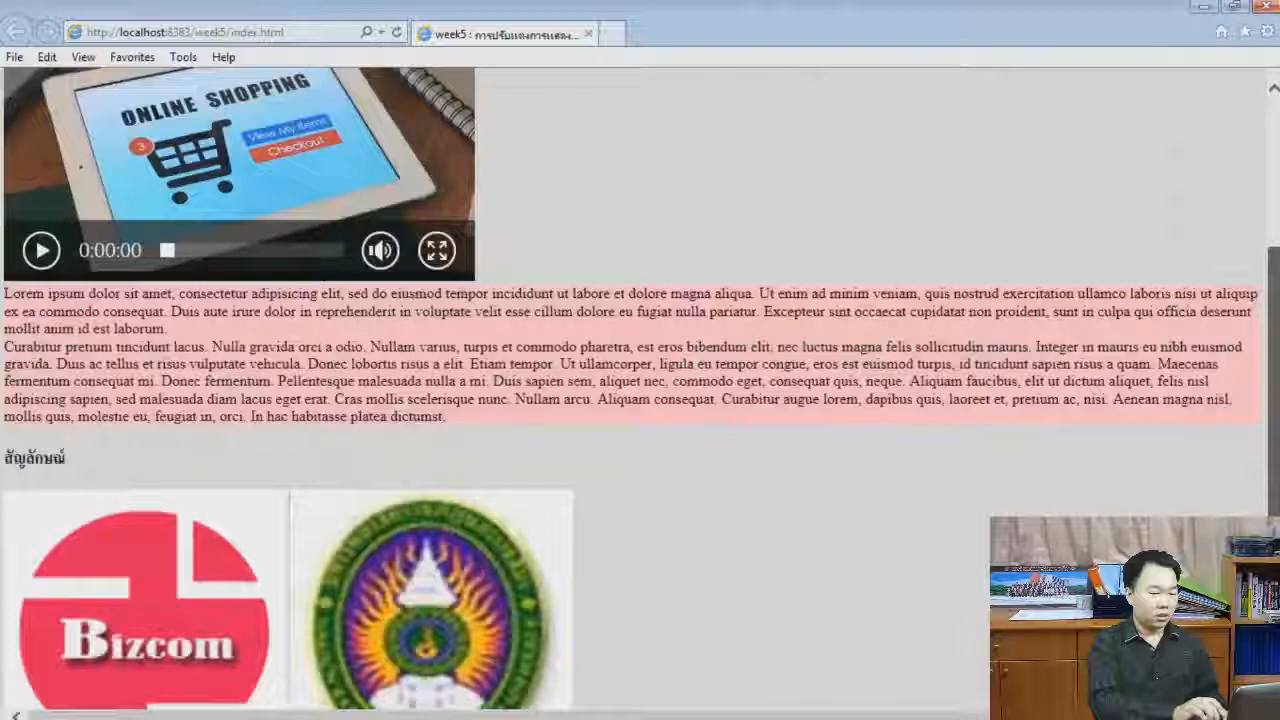 http://localhost:8383/week5/index.html
week5 : การปรับแต่งการแสดง...
File Edit View Favorites Tools Help
ONLINE SHOPPING
3
View My Items
Checkout
0:00:00
Lorem ipsum dolor sit amet, consectetur adipisicing elit, sed do eiusmod tempor incididunt ut labore et dolore magna aliqua. Ut enim ad minim veniam, quis nostrud exercitation ullamco laboris nisi ut aliquip
ex ea commodo consequat. Duis aute irure dolor in reprehenderit in voluptate velit esse cillum dolore eu fugiat nulla pariatur. Excepteur sint occaecat cupidatat non proident, sunt in culpa qui officia deserunt
mollit anim id est laborum.
Curabitur pretium tincidunt lacus. Nulla gravida orci a odio. Nullam varius, turpis et commodo pharetra, est eros bibendum elit, nec luctus magna felis sollicitudin mauris. Integer in mauris eu nibh euismod
gravida. Duis ac tellus et risus vulputate vehicula. Donec lobortis risus a elit. Etiam tempor. Ut ullamcorper, ligula eu tempor congue, eros est euismod turpis, id tincidunt sapien risus a quam. Maecenas
fermentum consequat mi. Donec fermentum. Pellentesque malesuada nulla a mi. Duis sapien sem, aliquet nec, commodo eget, consequat quis, neque. Aliquam faucibus, elit ut dictum aliquet, felis nisl
adipiscing sapien, sed malesuada diam lacus eget erat. Cras mollis scelerisque nunc. Nullam arcu. Aliquam consequat. Curabitur augue lorem, dapibus quis, laoreet et, pretium ac, nisi. Aenean magna nisl,
mollis quis, molestie eu, feugiat in, orci. In hac habitasse platea dictumst.
สัญลักษณ์
Bizcom